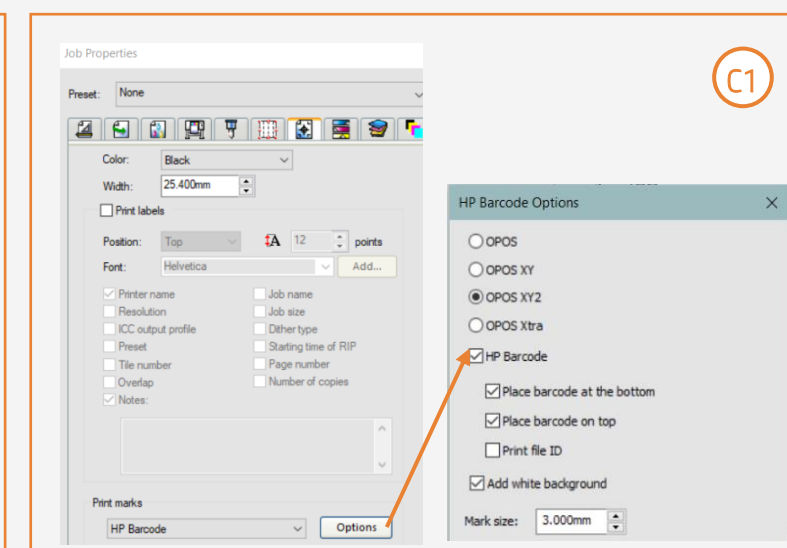 Job Properties
Preset: None
Color: Black
Width: 25.400mm
Print labels
Position: Top 12 points
Font: Helvetica Add...
Printer name Job name
Resolution Job size
ICC output profile Dither type
Preset Starting time of RIP
Tile number Page number
Overlap Number of copies
Notes:
Print marks
HP Barcode Options
C1
HP Barcode Options
OPOS
OPOS XY
OPOS XY2
OPOS Xtra
HP Barcode
Place barcode at the bottom
Place barcode on top
Print file ID
Add white background
Mark size: 3.000mm